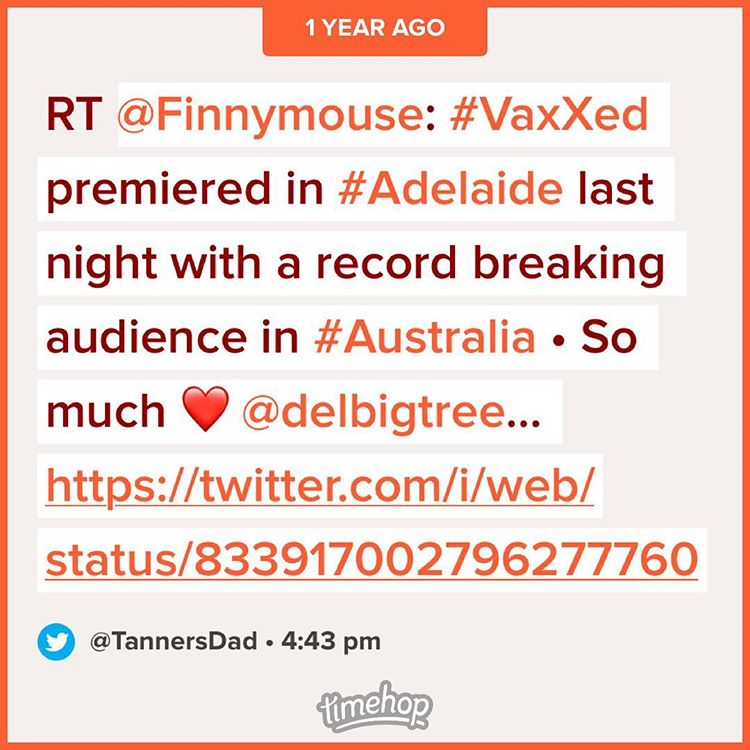 1 YEAR AGO
RT @Finnymouse: #VaxXed
premiered in #Adelaide last
night with a record breaking
audience in #Australia • So
much ❤️ @delbigtree...
https://twitter.com/i/web/
status/833917002796277760
@TannersDad • 4:43 pm
timehop